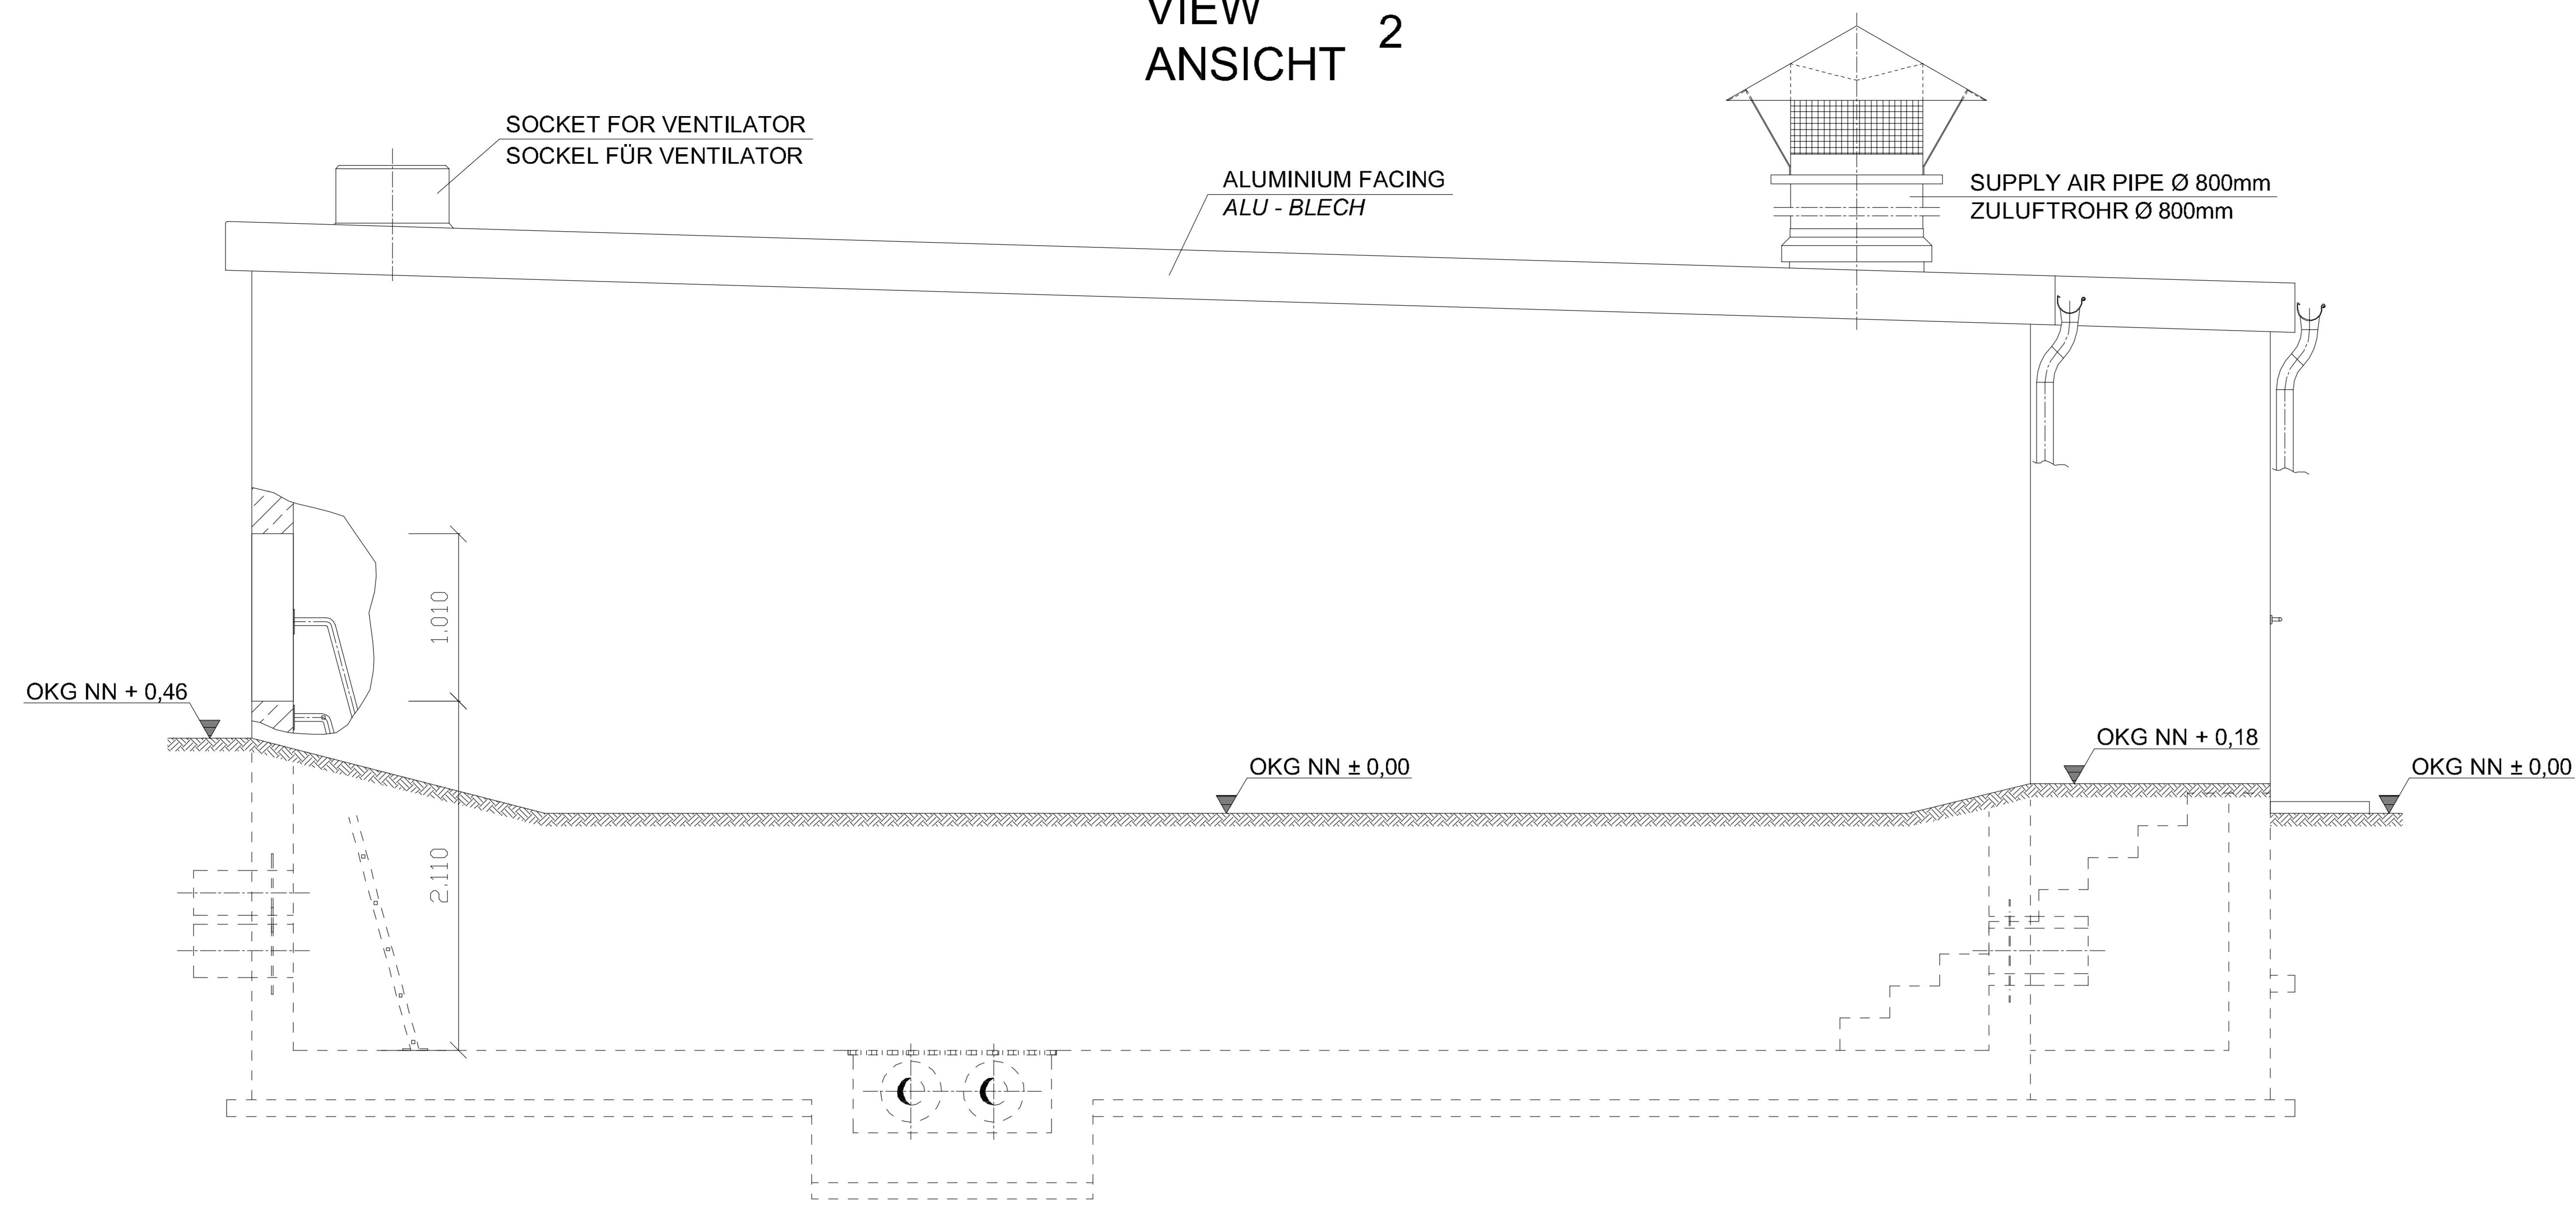 VIEW
ANSICHT
2
SOCKET FOR VENTILATOR
SOCKEL FÜR VENTILATOR
ALUMINIUM FACING
ALU - BLECH
SUPPLY AIR PIPE Ø 800mm
ZULUFTROHR Ø 800mm
1,010
OKG NN + 0,46
OKG NN ± 0,00
OKG NN + 0,18
OKG NN ± 0,00
2,110